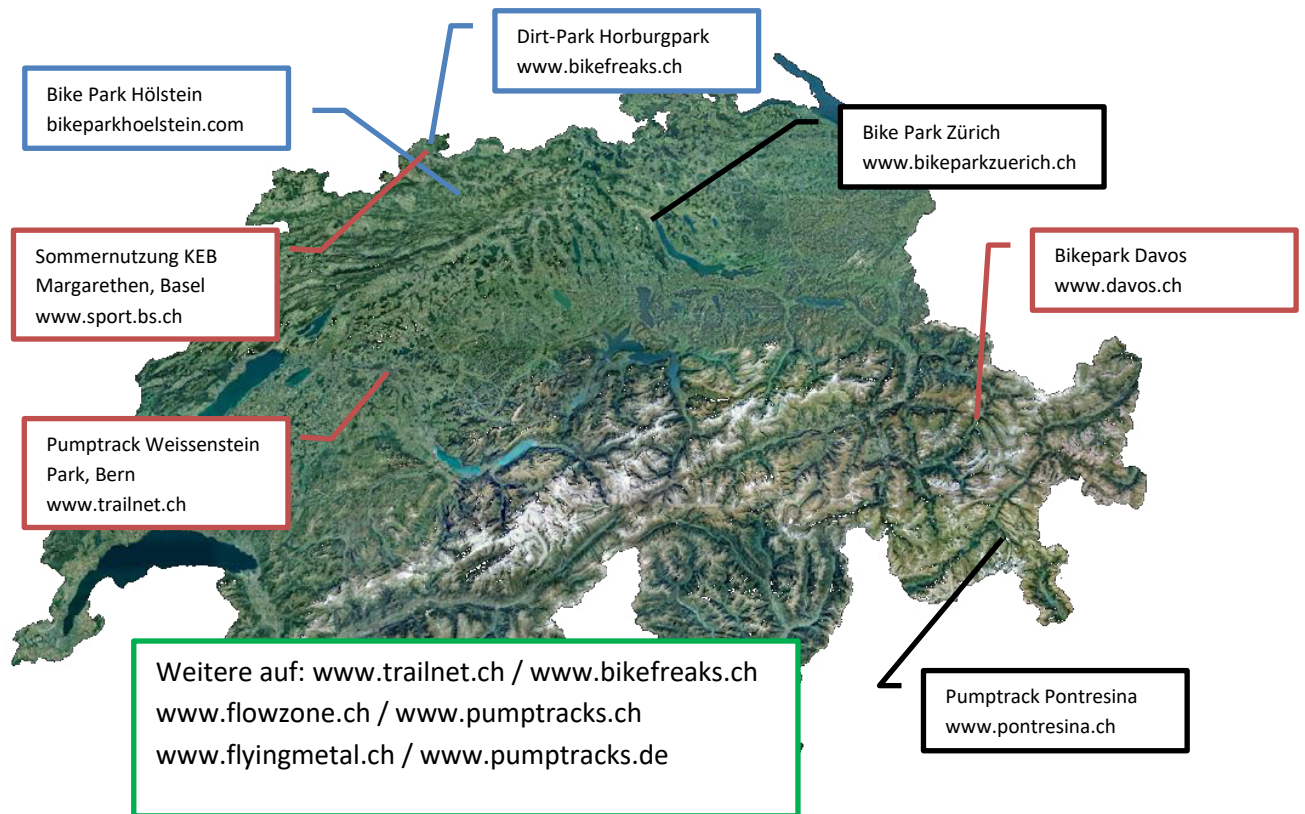 Dirt-Park Horburgpark
www.bikefreaks.ch
Bike Park Hölstein
bikeparkhoelstein.com
Bike Park Zürich
www.bikeparkzuerich.ch
Sommernutzung KEB
Margarethen, Basel
www.sport.bs.ch
Bikepark Davos
www.davos.ch
Pumptrack Weissenstein
Park, Bern
www.trailnet.ch
Weitere auf: www.trailnet.ch / www.bikefreaks.ch
www.flowzone.ch / www.pumptracks.ch
www.flyingmetal.ch / www.pumptracks.de
Pumptrack Pontresina
www.pontresina.ch